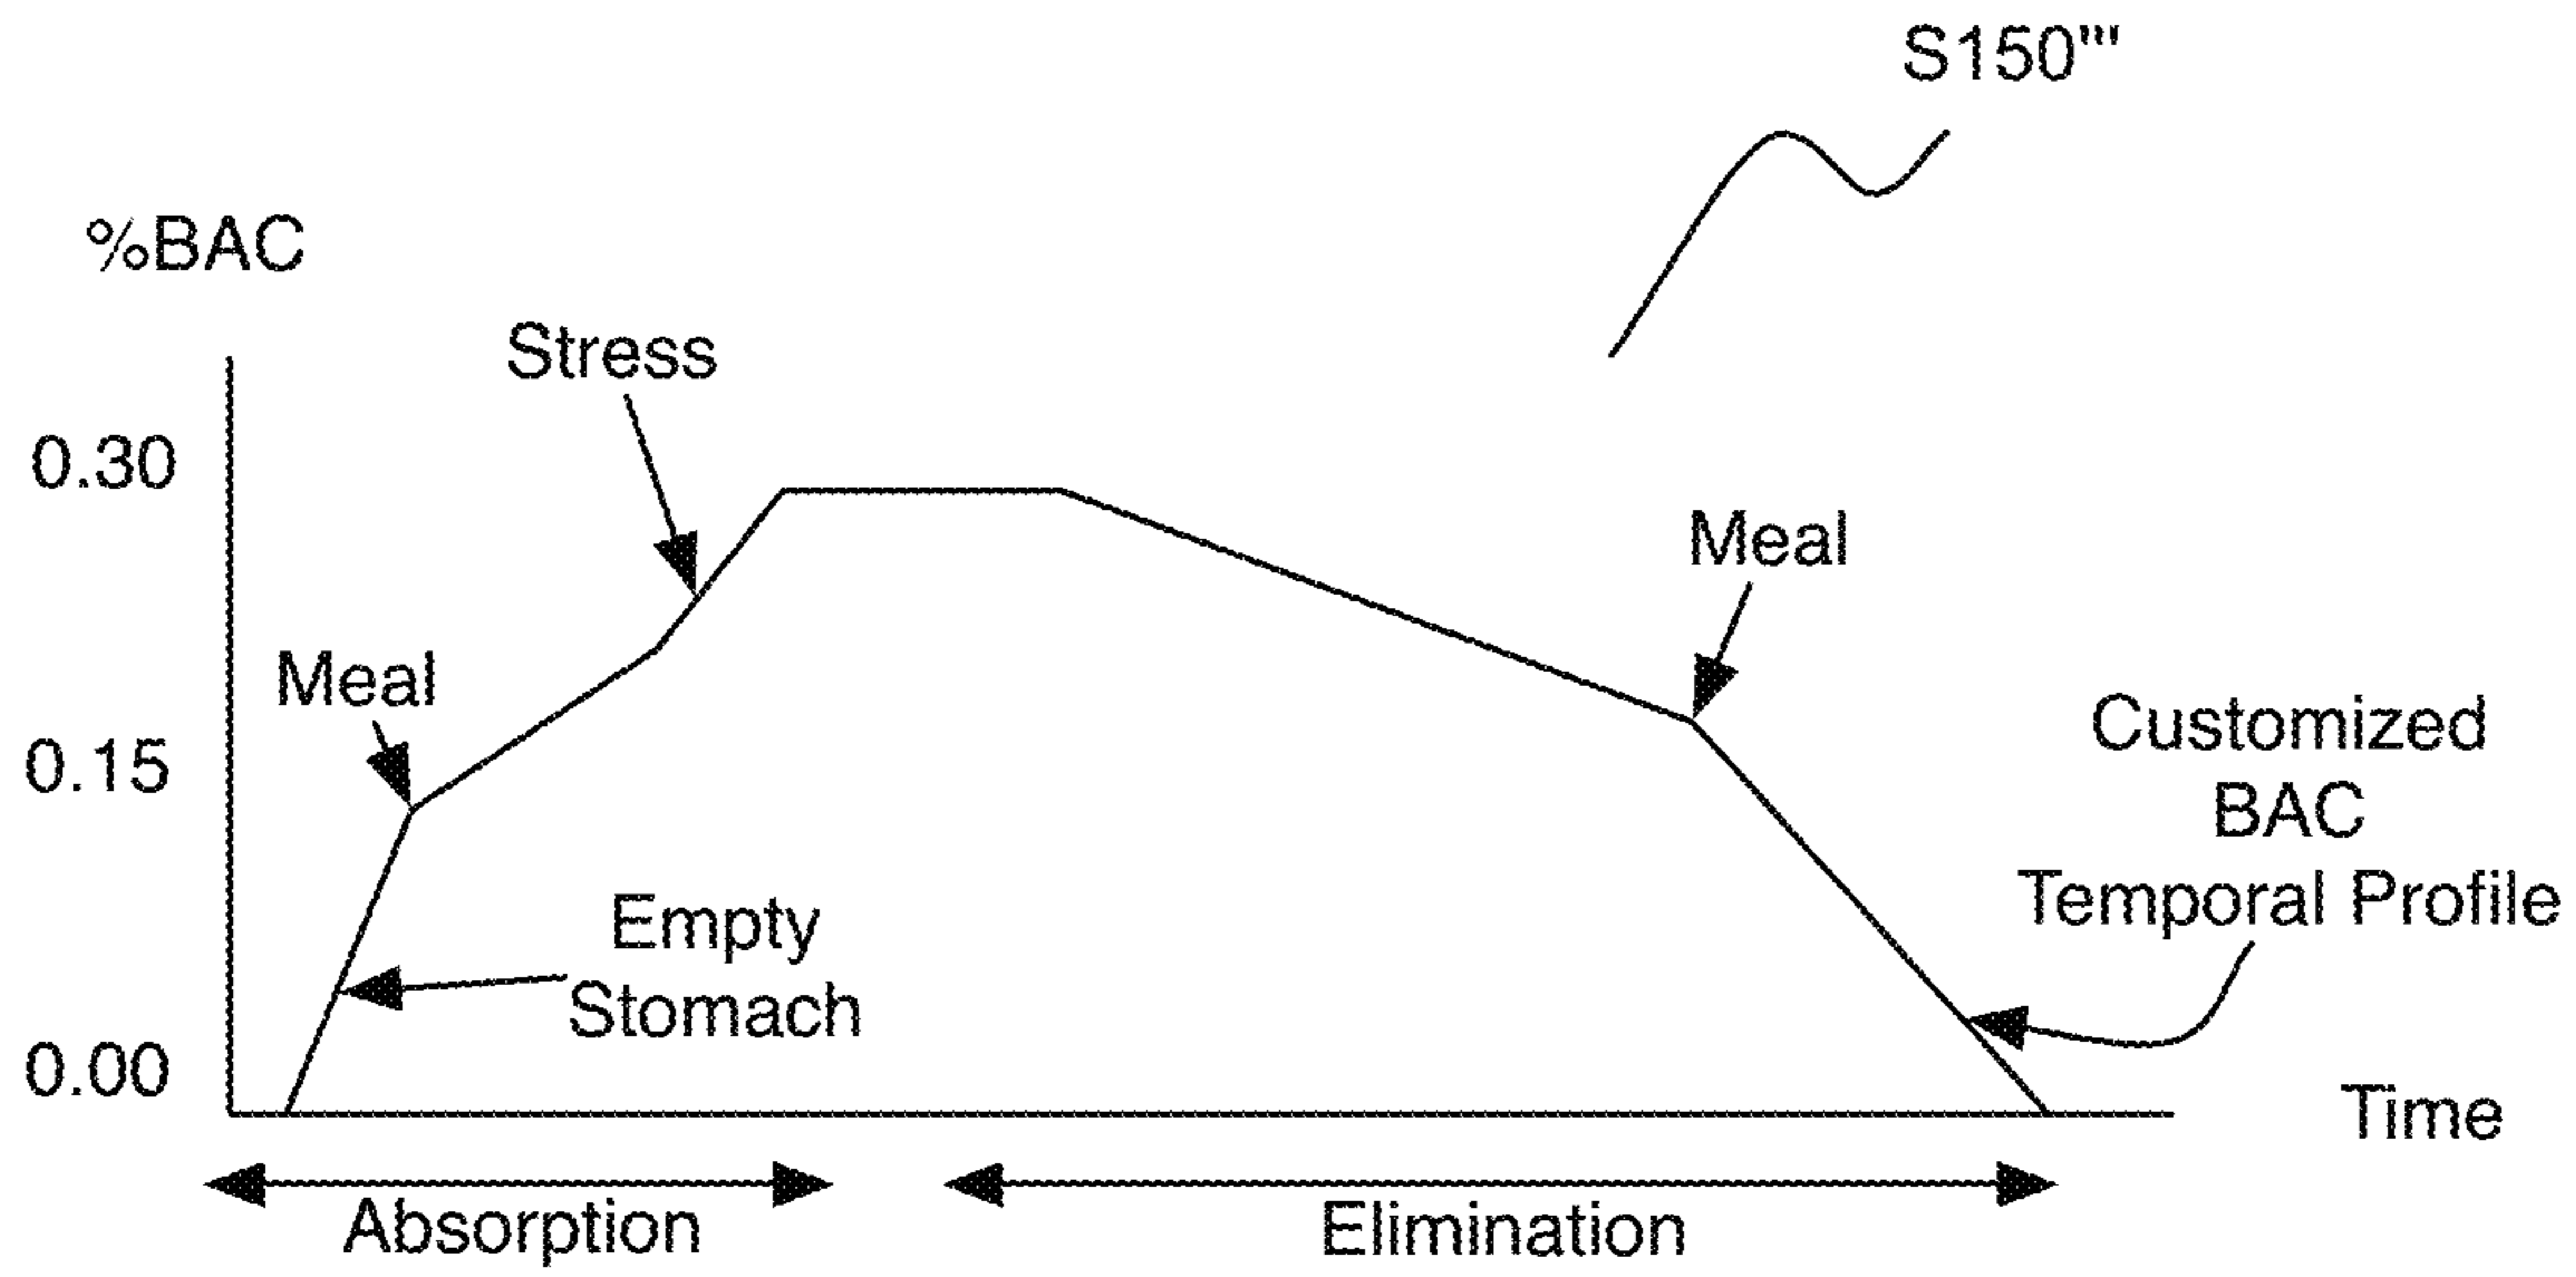 S150'''
%BAC
Stress
0.30
Meal
Meal
Customized
0.15
BAC
Temporal Profile
Empty
Stomach
0.00
Time
Absorption
Elimination